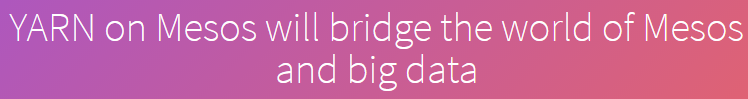 YARN on Mesos will bridge the world of Mesos
and big data